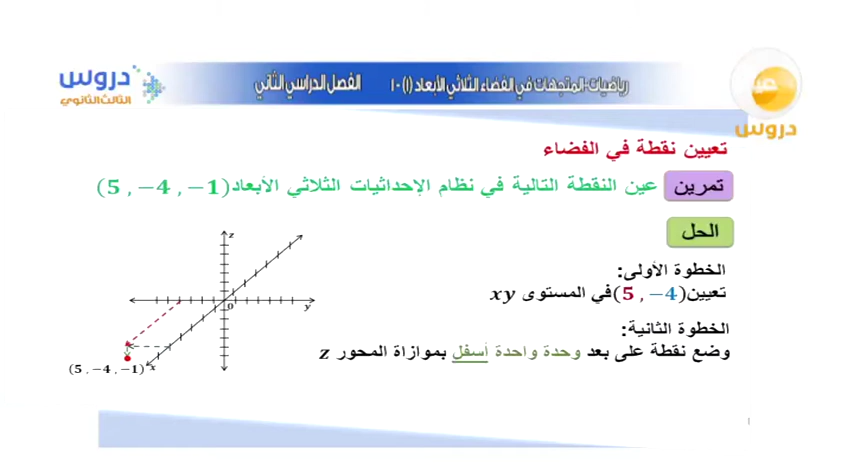 دروس
الثالث الثانوي
رياضيات: المتجهات في الفضاء الثلاثي الأبعاد (١) ١٠-
الفصل الدراسي الثاني
عين
دروس
تعيين نقطة في الفضاء
تمرين
عين النقطة التالية في نظام الإحداثيات الثلاثي الأبعاد (5 , −4 , −1)
الحل
الخطوة الأولى:
تعيين (5 , −4) في المستوى xy
الخطوة الثانية:
وضع نقطة على بعد وحدة واحدة أسفل بموازاة المحور z
z
0
y
x
(5 , −4 , −1)